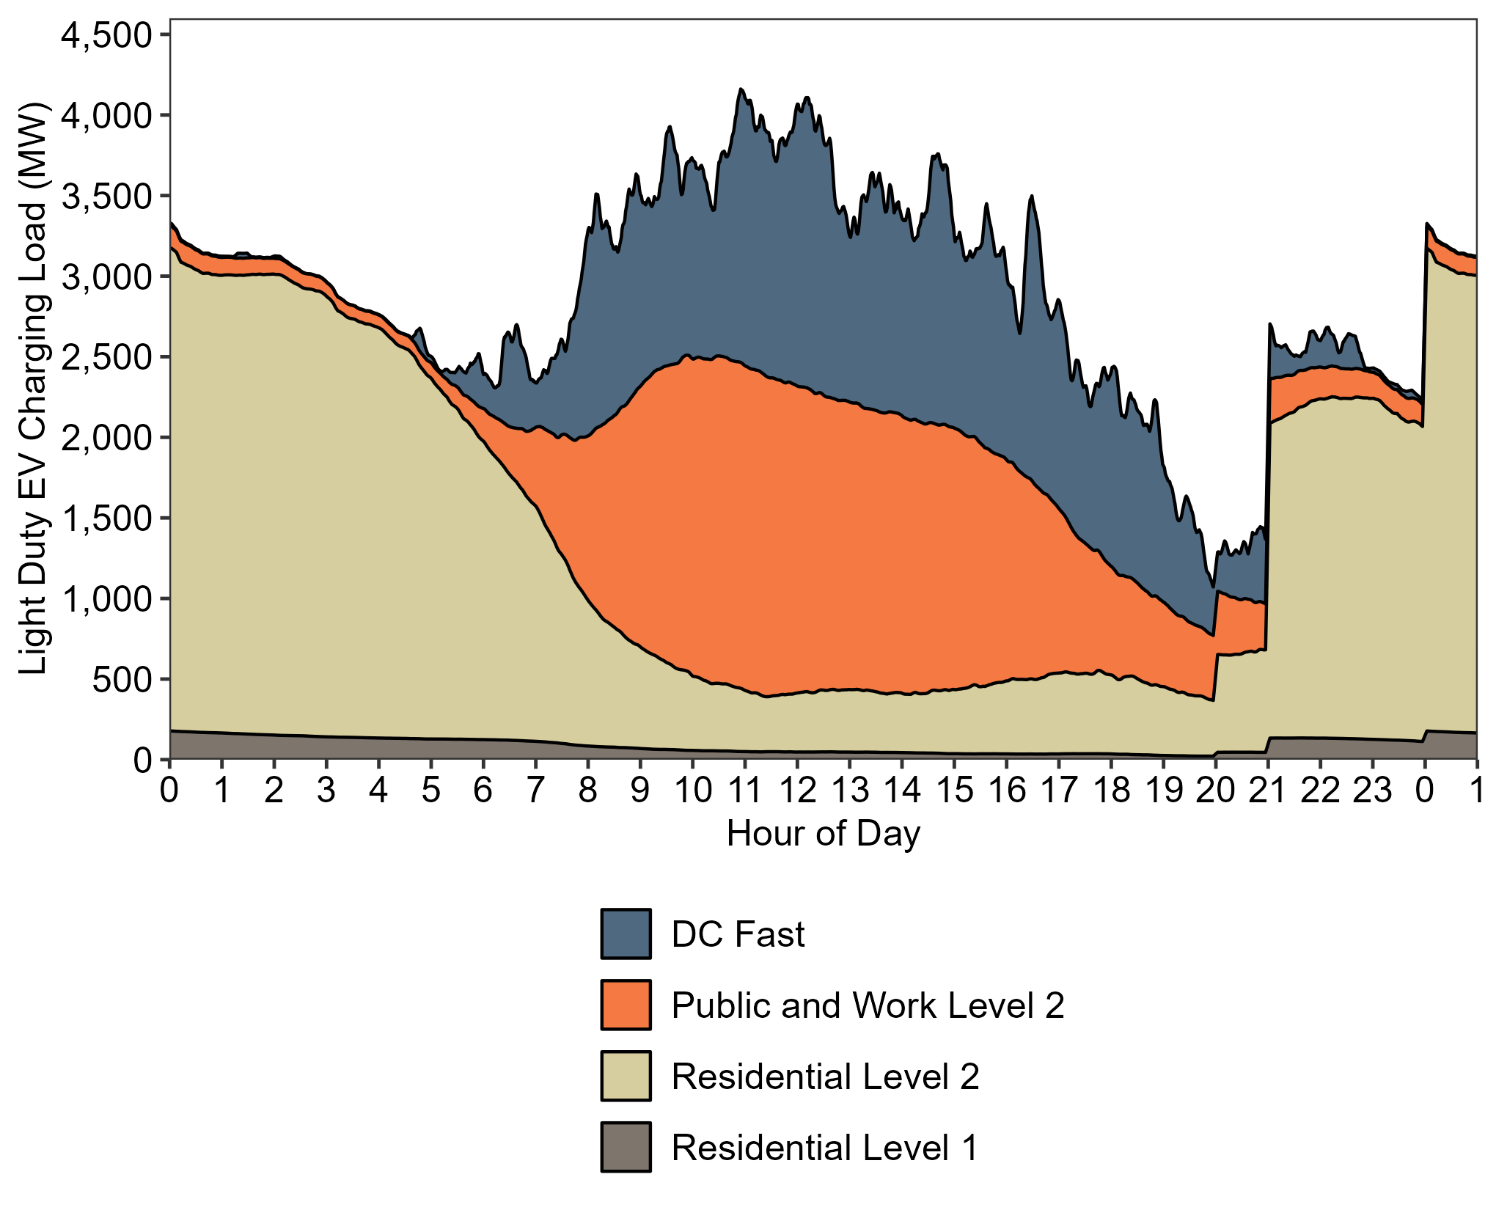 Light Duty EV Charging Load (MW)
4,500
4,000
3,500
3,000
2,500
2,000
1,500
1,000
500
0
0 1 2 3 4 5 6 7 8 9 10 11 12 13 14 15 16 17 18 19 20 21 22 23 0 1
Hour of Day
DC Fast
Public and Work Level 2
Residential Level 2
Residential Level 1